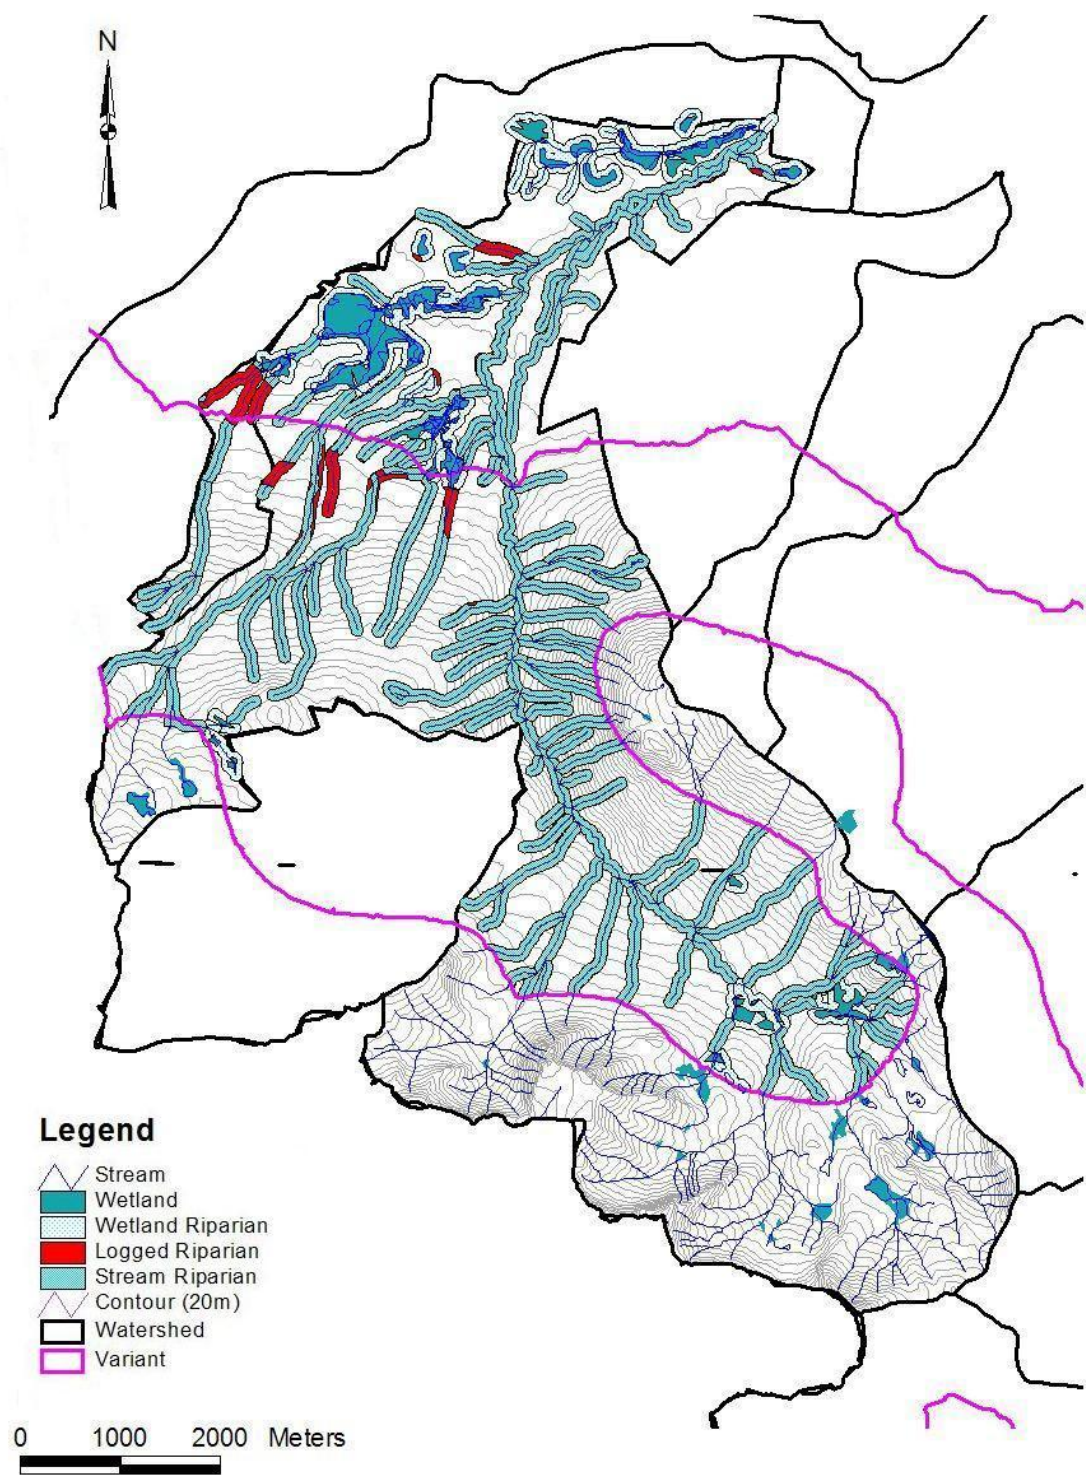 N
Legend
Stream
Wetland
Wetland Riparian
Logged Riparian
Stream Riparian
Contour (20m)
Watershed
Variant
0 1000 2000 Meters